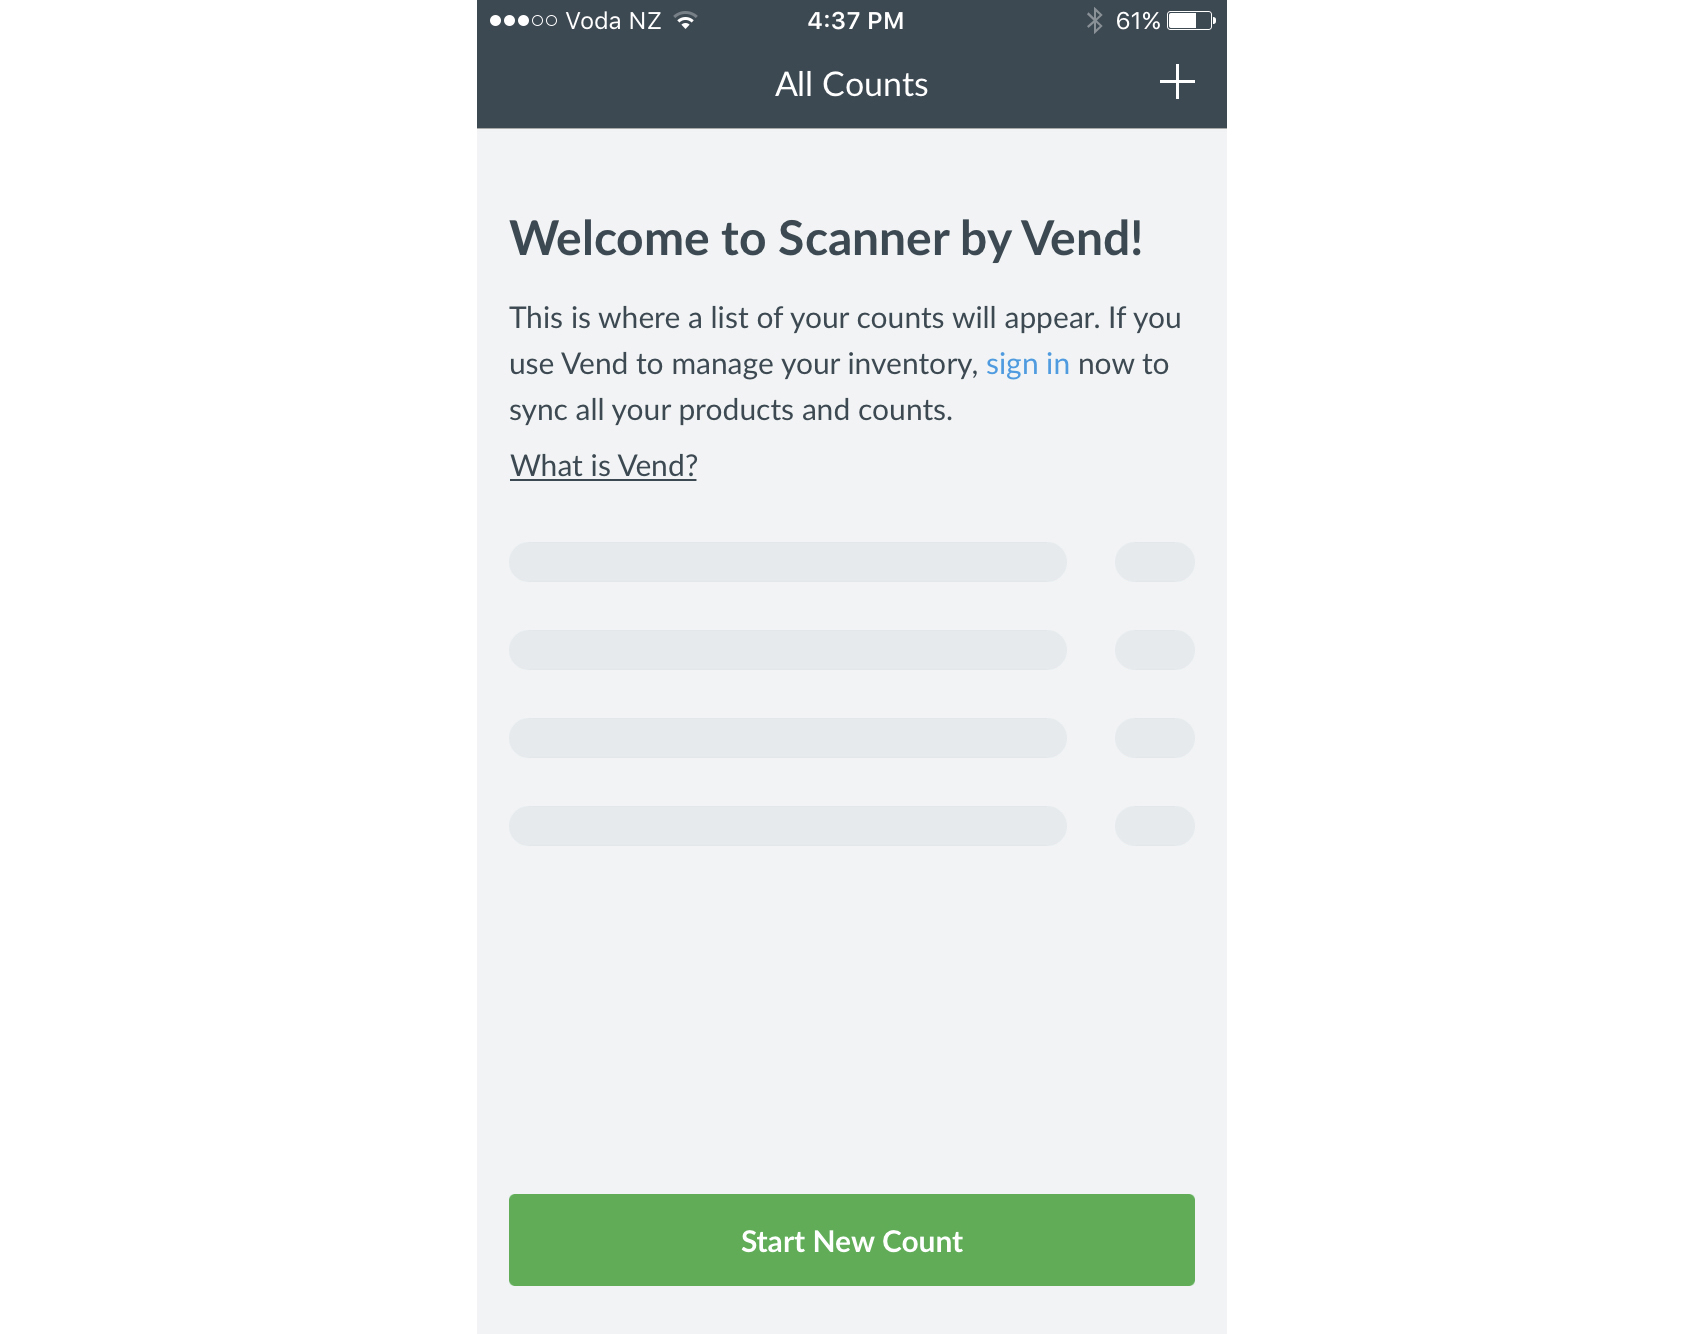 Voda NZ 4:37 PM 61%
All Counts
Welcome to Scanner by Vend!
This is where a list of your counts will appear. If you
use Vend to manage your inventory, sign in now to
sync all your products and counts.
What is Vend?
Start New Count